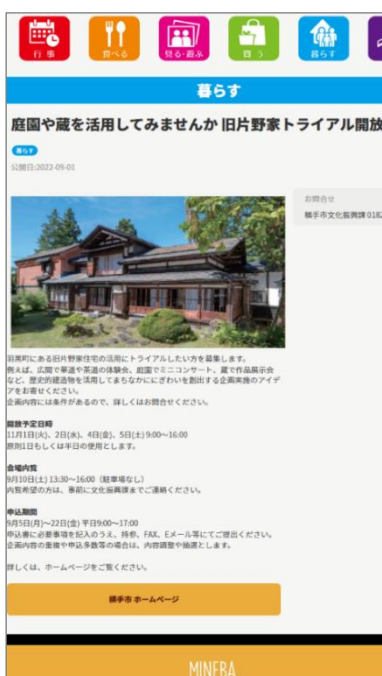 行事
食べる
見る・遊ぶ
買う
暮らす
暮らす
庭園や蔵を活用してみませんか 旧片野家トライアル開放
暮らす
公開日:2022-09-01
お問合せ
横手市文化振興課 0182
羽黒町にある旧片野家住宅の活用にトライアルしたい方を募集します。
例えば、広間で華道や茶道の体験会、庭園でミニコンサート、蔵で作品展示会
など、歴史的建造物を活用してまちなかににぎわいを創出する企画実施のアイデ
アをお寄せください。
企画内容には条件があるので、詳しくはお問合せください。
開放予定日時
11月1日(火)、2日(水)、4日(金)、5日(土) 9:00～16:00
原則1日もしくは半日の使用とします。
会場内覧
9月10日(土) 13:30～16:00（駐車場なし）
内覧希望の方は、事前に文化振興課までご連絡ください。
申込期間
9月5日(月)～22日(金) 平日9:00～17:00
申込書に必要事項を記入のうえ、持参、FAX、Eメール等にてご提出ください。
企画内容の重複や申込多数等の場合は、内容調整や抽選とします。
詳しくは、ホームページをご覧ください。
横手市 ホームページ
MINEBA